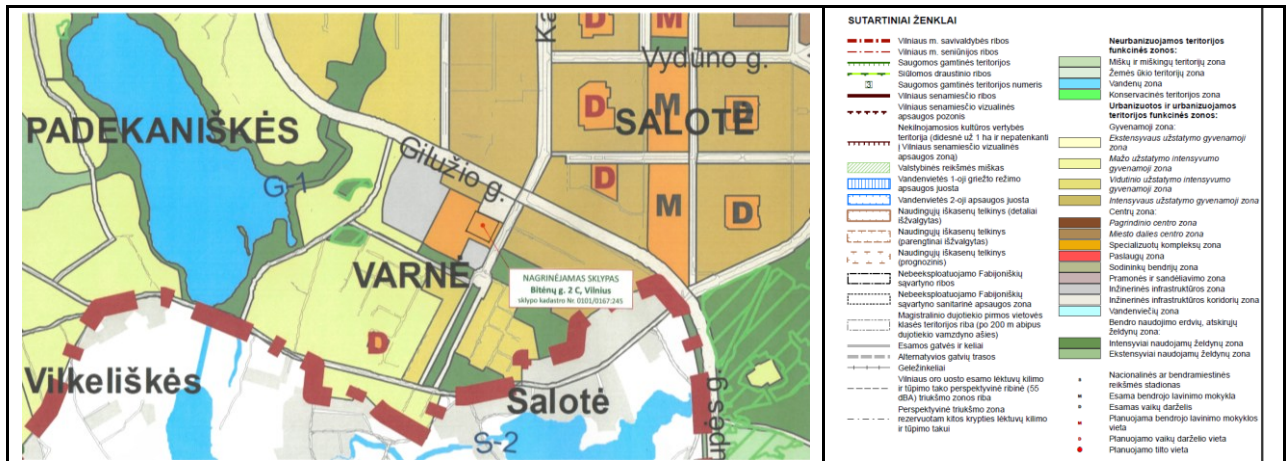 D
M
Ka
Vydūno g.
PADEKANIŠKĖS
D
M
SALOTĖ
D
Gilužio g.
G-1
D
M
D
VARNĖ
NAGRINĖJAMAS SKLYPAS
Bitėnų g. 2 C, Vilnius
sklypo kadastro Nr. 0101/0167:245
D
Vilkeliškės
Salotė
S-2
upės g.
SUTARTINIAI ŽENKLAI
Vilniaus m. savivaldybės ribos
Vilniaus m. seniūnijos ribos
Saugomos gamtinės teritorijos
Siūlomos draustinio ribos
Saugomos gamtinės teritorijos numeris
Vilniaus senamiesčio ribos
Vilniaus senamiesčio vizualinės
apsaugos pozonis
Nekilnojamosios kultūros vertybės
teritorija (didesnė už 1 ha ir nepatenkanti
į Vilniaus senamiesčio vizualinės
apsaugos zoną)
Valstybinės reikšmės miškas
Vandenvietės 1-oji griežto režimo
apsaugos juosta
Vandenvietės 2-oji apsaugos juosta
Naudingųjų iškasenų telkinys (detaliai
išžvalgytas)
Naudingųjų iškasenų telkinys
(parengtinai išžvalgytas)
Naudingųjų iškasenų telkinys
(prognozinis)
Nebeeksploatuojamo Fabijoniškių
sąvartyno ribos
Nebeeksploatuojamo Fabijoniškių
sąvartyno sanitarinė apsaugos zona
Magistralinio dujotiekio pirmos vietovės
klasės teritorijos riba (po 200 m abipus
dujotiekio vamzdyno ašies)
Esamos gatvės ir keliai
Alternatyvios gatvių trasos
Geležinkeliai
Vilniaus oro uosto esamo lėktuvų kilimo
ir tūpimo tako perspektyvinė ribinė (55
dBA) triukšmo zonos riba
Perspektyvinė triukšmo zona
rezervuotam kitos krypties lėktuvų kilimo
ir tūpimo takui
Neurbanizuojamos teritorijos
funkcinės zonos:
Miškų ir miškingų teritorijų zona
Žemės ūkio teritorijų zona
Vandenų zona
Konservacinės teritorijos zona
Urbanizuotos ir urbanizuojamos
teritorijos funkcinės zonos:
Gyvenamoji zona:
Ekstensyvaus užstatymo gyvenamoji
zona
Mažo užstatymo intensyvumo
gyvenamoji zona
Vidutinio užstatymo intensyvumo
gyvenamoji zona
Intensyvaus užstatymo gyvenamoji zona
Centrų zona:
Pagrindinio centro zona
Miesto dalies centro zona
Specializuotų kompleksų zona
Paslaugų zona
Sodininkų bendrijų zona
Pramonės ir sandėliavimo zona
Inžinerinės infrastruktūros zona
Inžinerinės infrastruktūros koridorių zona
Vandenviečių zona
Bendro naudojimo erdvių, atskirųjų
želdynų zona:
Intensyviai naudojamų želdynų zona
Ekstensyviai naudojamų želdynų zona
Nacionalinės ar bendramiestinės
reikšmės stadionas
Esama bendrojo lavinimo mokykla
Esamas vaikų darželis
Planuojama bendrojo lavinimo mokyklos
vieta
Planuojamo vaikų darželio vieta
Planuojamo tilto vieta